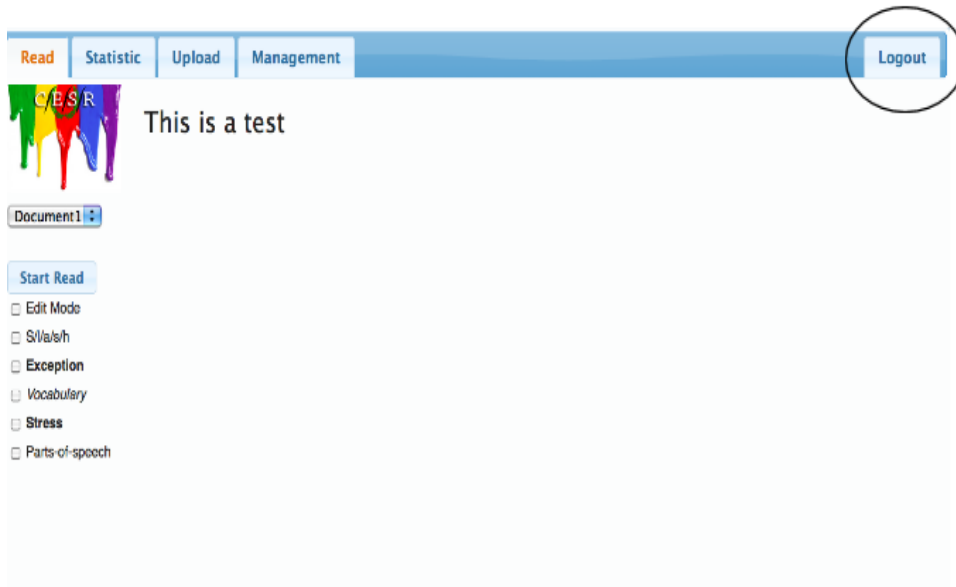 Read Statistic Upload Management Logout
C/E/S/R
This is a test
Document1
Start Read
Edit Mode
S/l/a/s/h
Exception
Vocabulary
Stress
Parts-of-speech